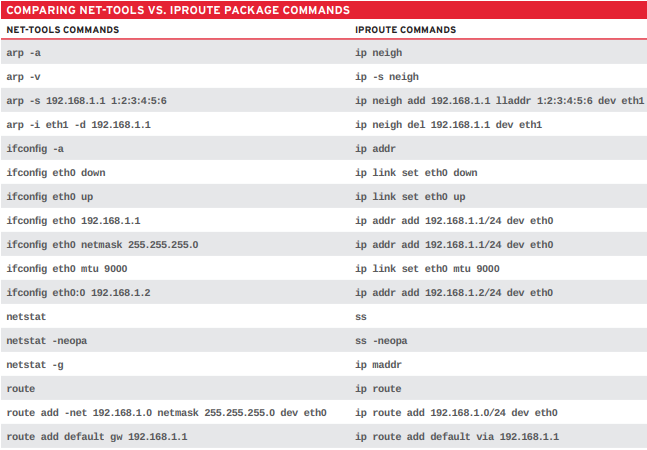 COMPARING NET-TOOLS VS. IPROUTE PACKAGE COMMANDS
NET-TOOLS COMMANDS IPROUTE COMMANDS
arp -a ip neigh
arp -v ip -s neigh
arp -s 192.168.1.1 1:2:3:4:5:6 ip neigh add 192.168.1.1 lladdr 1:2:3:4:5:6 dev eth1
arp -i eth1 -d 192.168.1.1 ip neigh del 192.168.1.1 dev eth1
ifconfig -a ip addr
ifconfig eth0 down ip link set eth0 down
ifconfig eth0 up ip link set eth0 up
ifconfig eth0 192.168.1.1 ip addr add 192.168.1.1/24 dev eth0
ifconfig eth0 netmask 255.255.255.0 ip addr add 192.168.1.1/24 dev eth0
ifconfig eth0 mtu 9000 ip link set eth0 mtu 9000
ifconfig eth0:0 192.168.1.2 ip addr add 192.168.1.2/24 dev eth0
netstat ss
netstat -neopa ss -neopa
netstat -g ip maddr
route ip route
route add -net 192.168.1.0 netmask 255.255.255.0 dev eth0 ip route add 192.168.1.0/24 dev eth0
route add default gw 192.168.1.1 ip route add default via 192.168.1.1